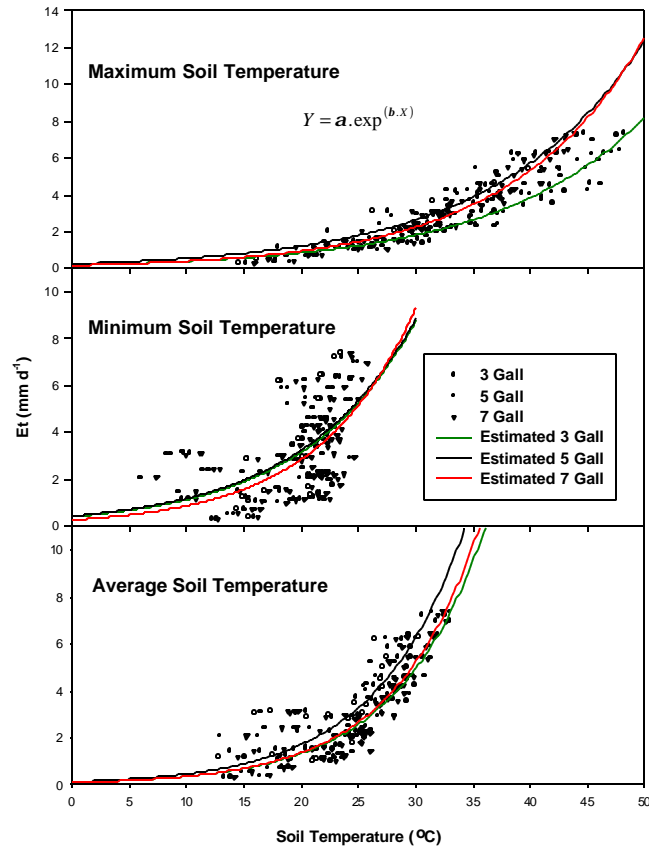 14
12
10
8
6
4
2
0
Maximum Soil Temperature
Y = a.exp(b.X)
10
8
6
4
2
0
Minimum Soil Temperature
3 Gall
5 Gall
7 Gall
Estimated 3 Gall
Estimated 5 Gall
Estimated 7 Gall
Et (mm d-1)
10
8
6
4
2
0
Average Soil Temperature
0 5 10 15 20 25 30 35 40 45 50
Soil Temperature (ºC)